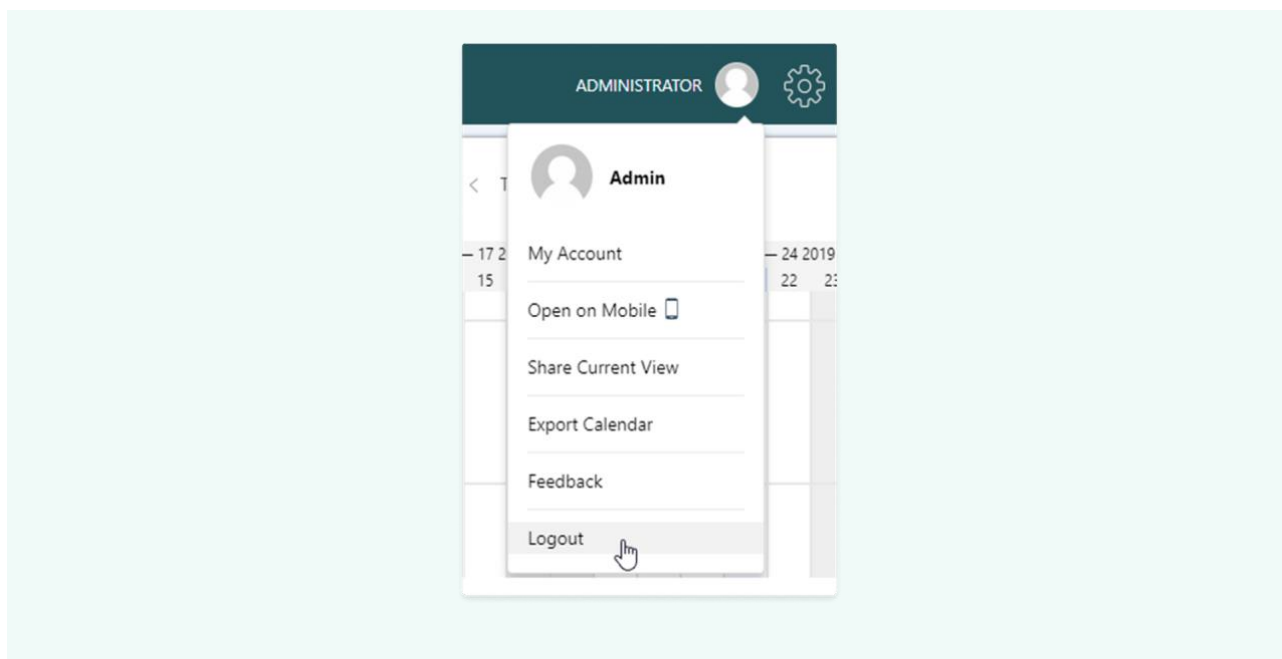 ADMINISTRATOR
Admin
< T
– 17 2
– 24 2019
15
22
23
My Account
Open on Mobile
Share Current View
Export Calendar
Feedback
Logout